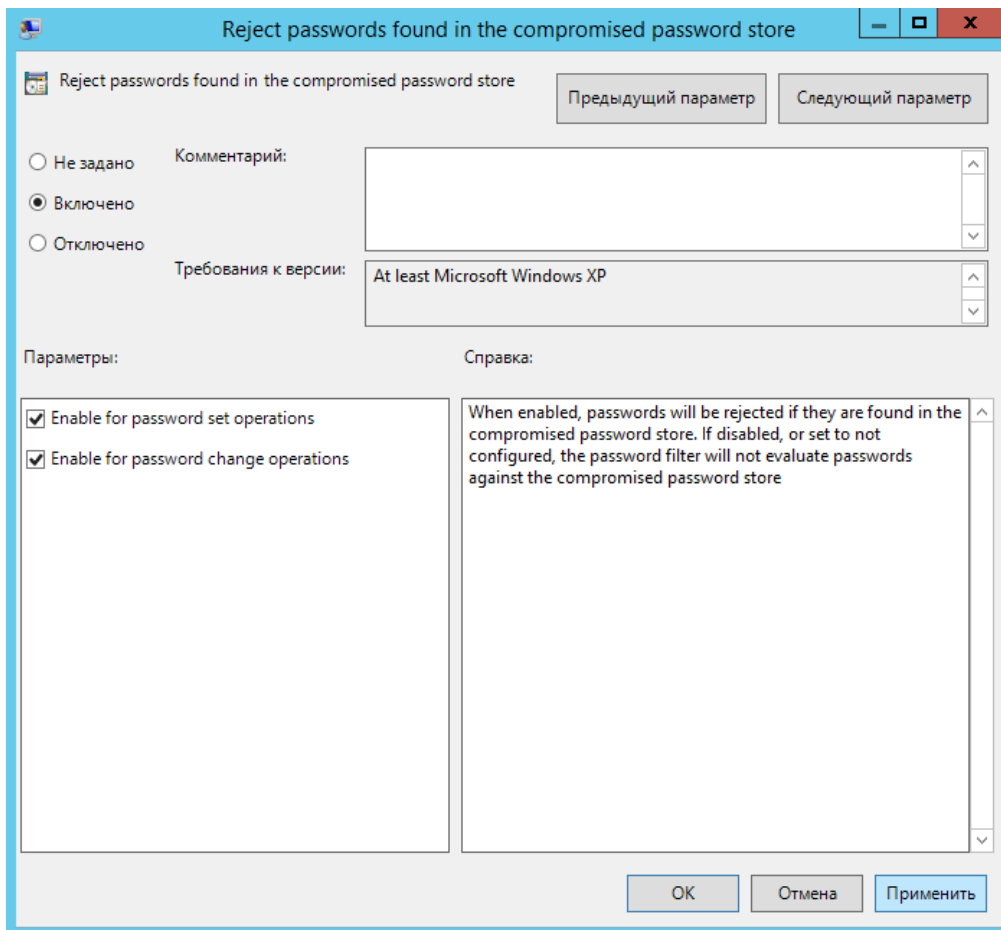 Reject passwords found in the compromised password store
Reject passwords found in the compromised password store
Предыдущий параметр
Следующий параметр
Не задано
Включено
Отключено
Комментарий:
Требования к версии:
At least Microsoft Windows XP
Параметры:
Справка:
Enable for password set operations
Enable for password change operations
When enabled, passwords will be rejected if they are found in the
compromised password store. If disabled, or set to not
configured, the password filter will not evaluate passwords
against the compromised password store
OK
Отмена
Применить